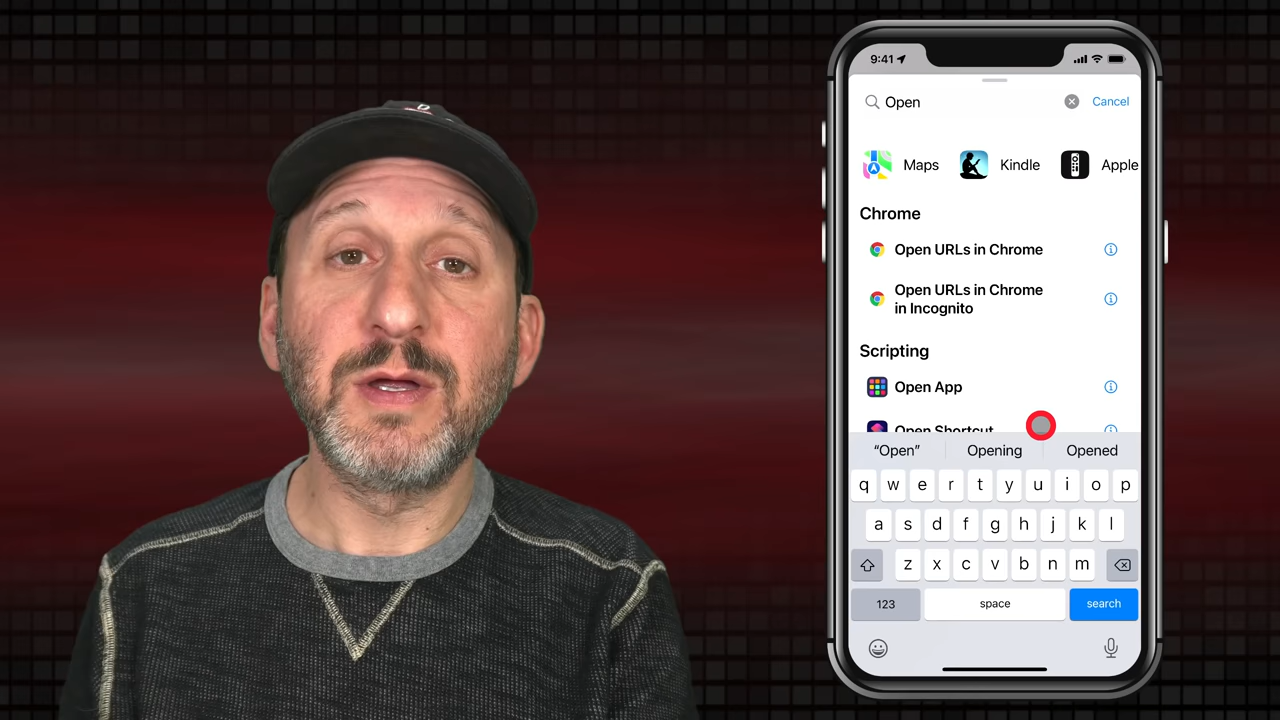 9:41
Open
Cancel
Maps
Kindle
Apple
Chrome
Open URLs in Chrome
Open URLs in Chrome
in Incognito
Scripting
Open App
Open Shortcut
“Open”
Opening
Opened
q w e r t y u i o p
a s d f g h j k l
z x c v b n m
123
space
search